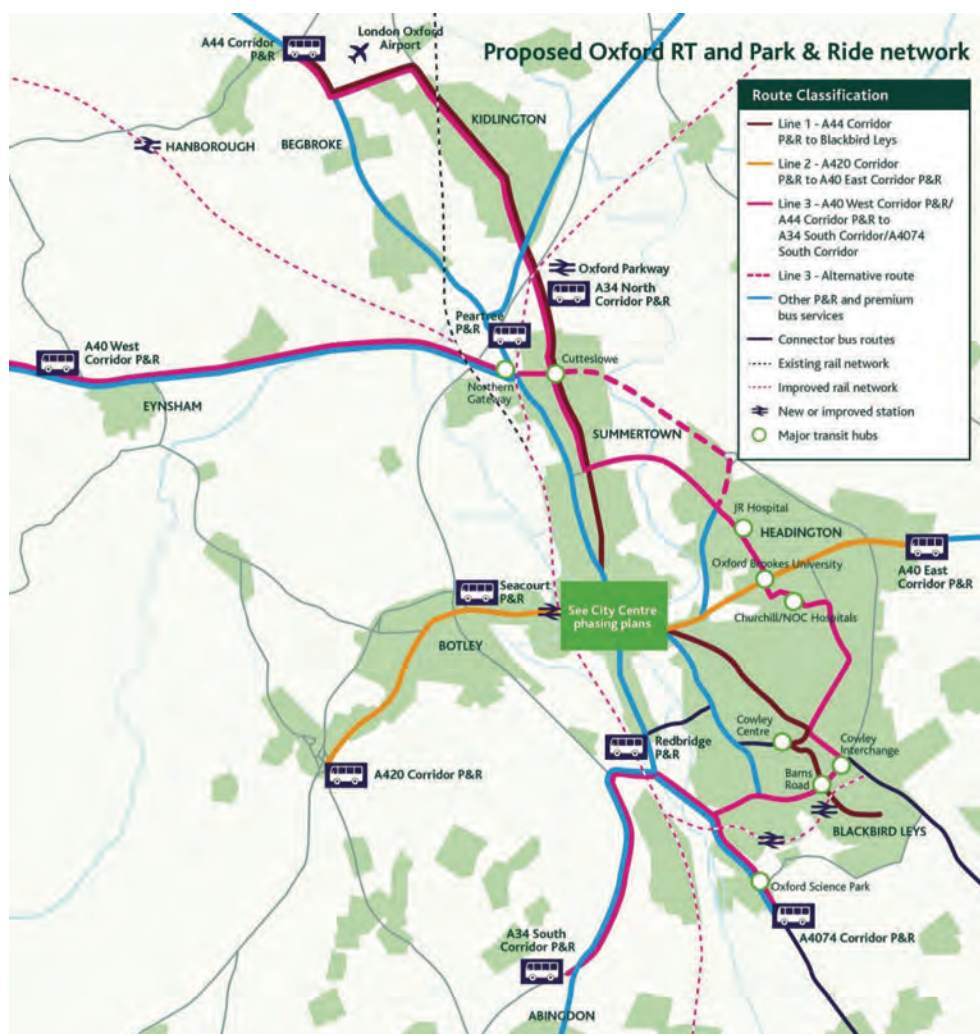 Proposed Oxford RT and Park & Ride network
A44 Corridor
P&R
London Oxford
Airport
KIDLINGTON
HANBOROUGH
BEGBROKE
Route Classification
Line 1 - A44 Corridor
P&R to Blackbird Leys
Line 2 - A420 Corridor
P&R to A40 East Corridor P&R
Line 3 - A40 West Corridor P&R/
A44 Corridor P&R to
A34 South Corridor/A4074
South Corridor
Line 3 - Alternative route
Other P&R and premium
bus services
Connector bus routes
Existing rail network
Improved rail network
New or improved station
Major transit hubs
Oxford Parkway
A34 North
Corridor P&R
Peartree
P&R
A40 West
Corridor P&R
Cutteslowe
Northern
Gateway
EYNSHAM
SUMMERTOWN
JR Hospital
HEADINGTON
Oxford Brookes University
A40 East
Corridor P&R
Seacourt
P&R
See City Centre
phasing plans
Churchill/NOC Hospitals
BOTLEY
Cowley
Centre
Cowley
Interchange
Redbridge
P&R
A420 Corridor P&R
Barns
Road
BLACKBIRD LEYS
Oxford Science Park
A4074 Corridor P&R
A34 South
Corridor P&R
ABINGDON